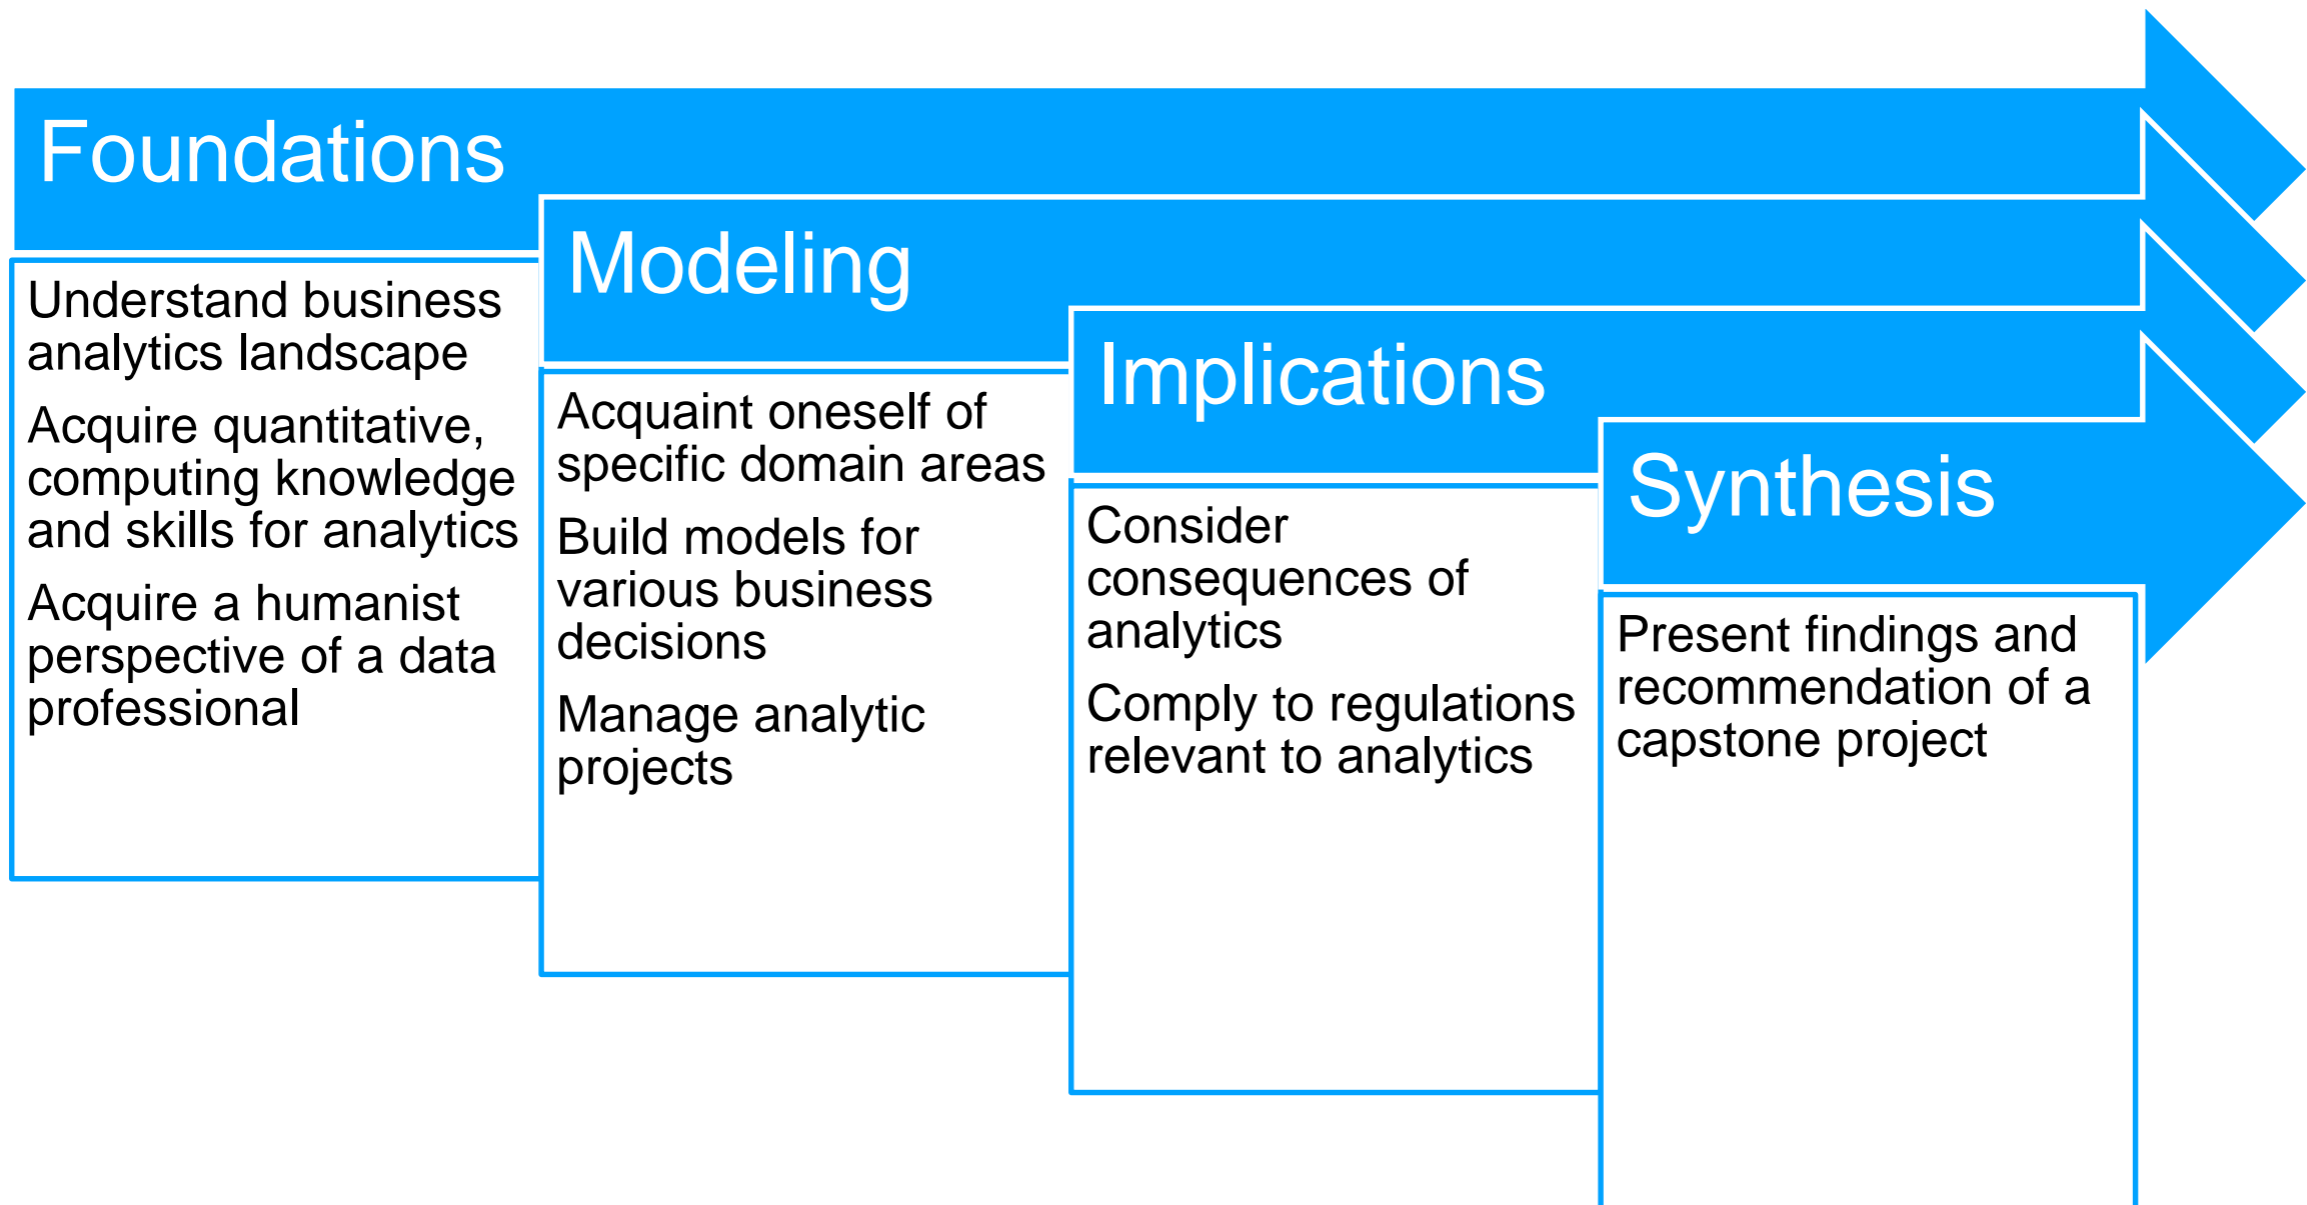 Foundations
Understand business
analytics landscape
Acquire quantitative,
computing knowledge
and skills for analytics
Acquire a humanist
perspective of a data
professional
Modeling
Acquaint oneself of
specific domain areas
Build models for
various business
decisions
Manage analytic
projects
Implications
Consider
consequences of
analytics
Comply to regulations
relevant to analytics
Synthesis
Present findings and
recommendation of a
capstone project